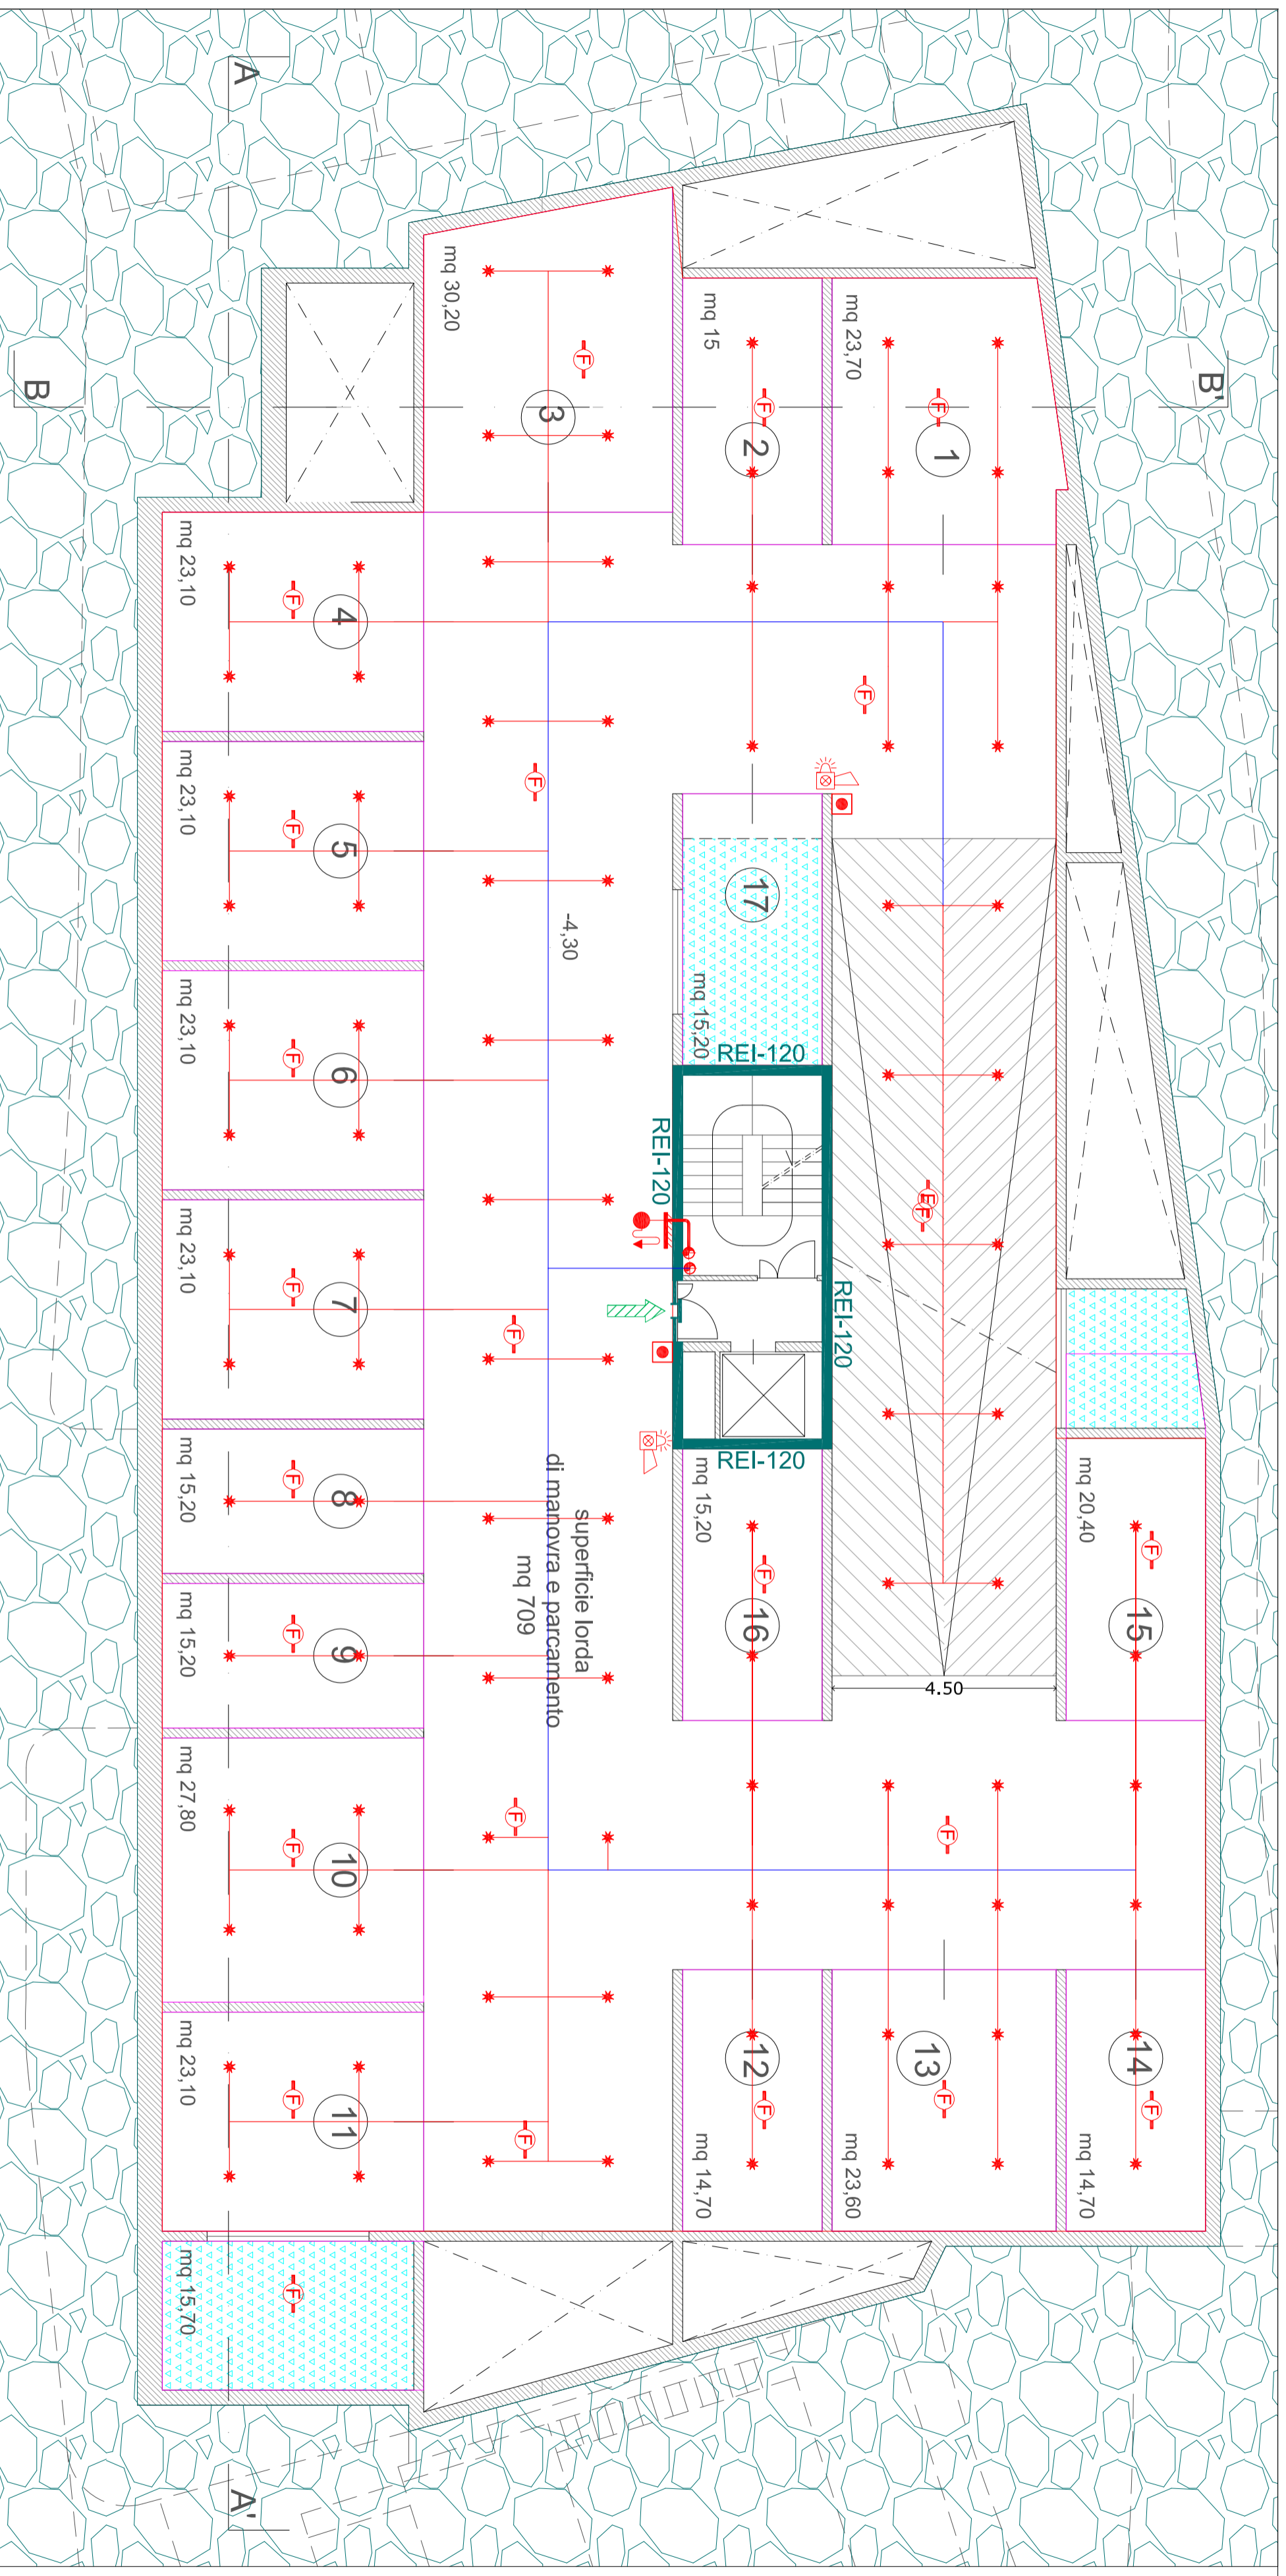 A
B
B'
A'
mq 30,20
3
F
mq 15
2
F
mq 23,70
1
F
F
mq 23,10
4
F
mq 23,10
5
F
mq 23,10
6
F
mq 23,10
7
F
mq 15,20
8
F
mq 15,20
9
F
mq 27,80
10
F
mq 23,10
11
F
F
-4,30
F
F
F
superficie lorda
di manovra e parcamento
mq 709
17
mq 15,20
REI-120
REI-120
REI-120
REI-120
F
F
4.50
mq 15,20
16
F
mq 20,40
15
F
F
12
F
mq 14,70
13
F
mq 23,60
14
F
mq 14,70
mq 15,70
F